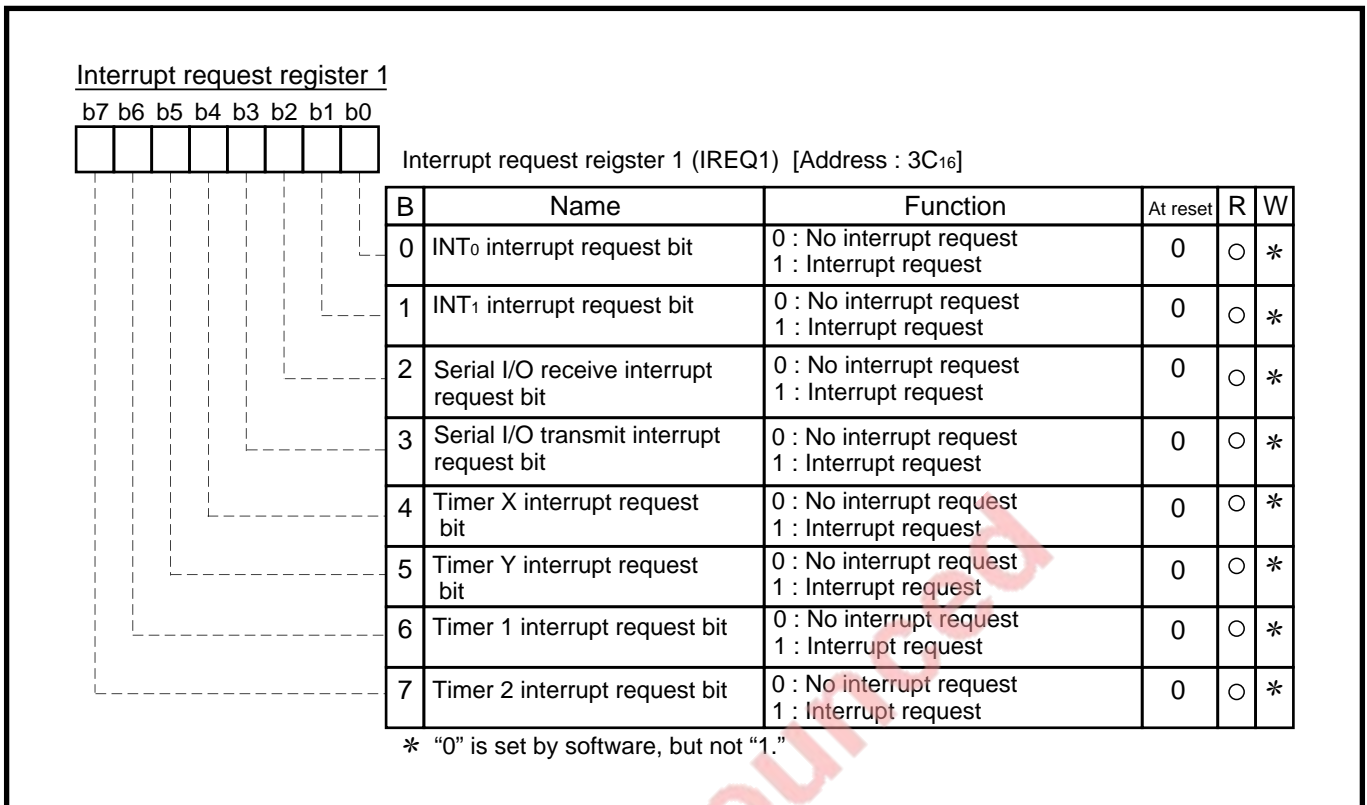 Interrupt request register 1
b7 b6 b5 b4 b3 b2 b1 b0
Interrupt request reigster 1 (IREQ1) [Address : 3C16]
B Name Function At reset R W
0 INT0 interrupt request bit 0 : No interrupt request 0 ○ *
1 : Interrupt request
1 INT1 interrupt request bit 0 : No interrupt request 0 ○ *
1 : Interrupt request
2 Serial I/O receive interrupt 0 : No interrupt request 0 ○ *
request bit 1 : Interrupt request
3 Serial I/O transmit interrupt 0 : No interrupt request 0 ○ *
request bit 1 : Interrupt request
4 Timer X interrupt request 0 : No interrupt request 0 ○ *
bit 1 : Interrupt request
5 Timer Y interrupt request 0 : No interrupt request 0 ○ *
bit 1 : Interrupt request
6 Timer 1 interrupt request bit 0 : No interrupt request 0 ○ *
1 : Interrupt request
7 Timer 2 interrupt request bit 0 : No interrupt request 0 ○ *
1 : Interrupt request
* “0” is set by software, but not “1.”
ounced